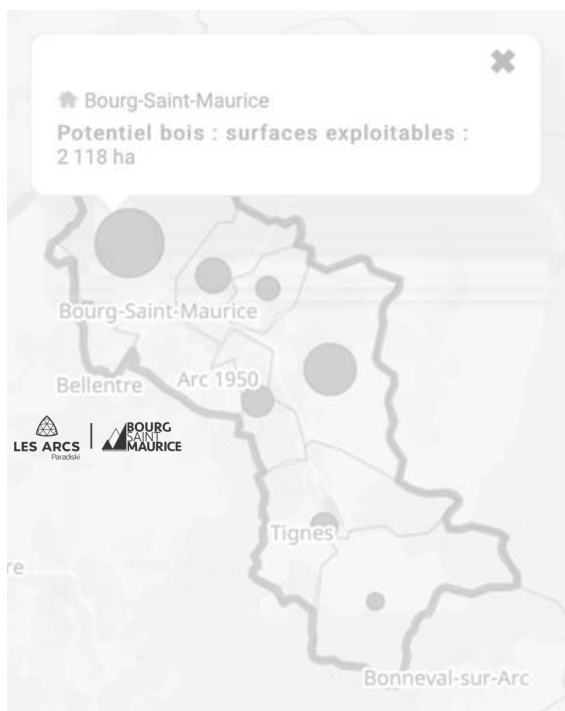 Bourg-Saint-Maurice
Potentiel bois : surfaces exploitables :
2 118 ha
Bourg-Saint-Maurice
Bellentre
Arc 1950
LES ARCS
Paradiski
BOURG
SAINT
MAURICE
Tignes
re
Bonneval-sur-Arc